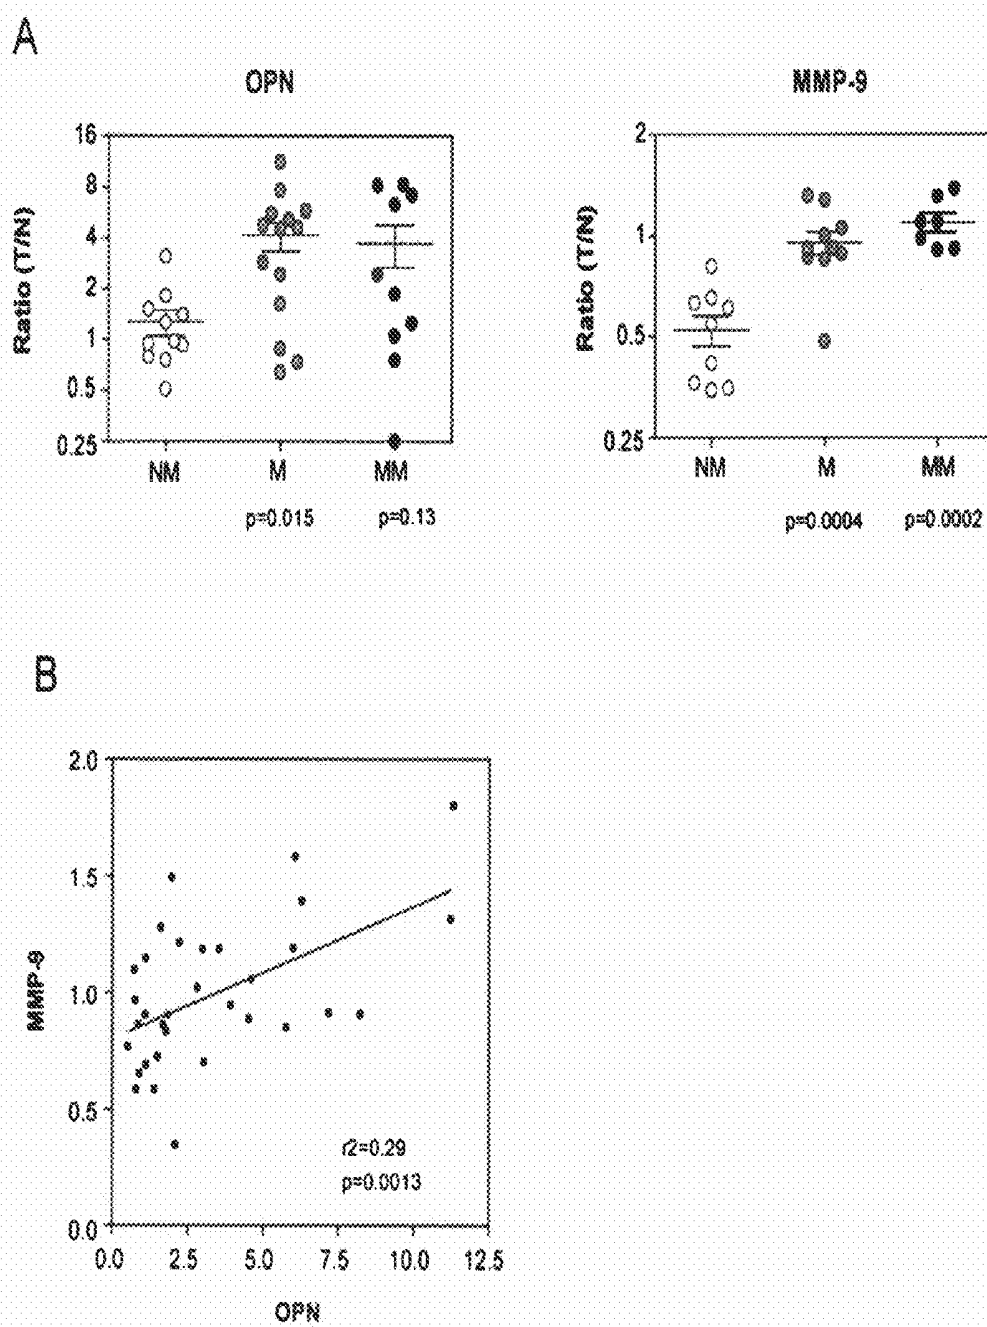 A
OPN
MMP-9
Ratio (T/N)
16
8
4
2
1
0.5
0.25
NM
M
MM
p=0.015
p=0.13
Ratio (T/N)
2
1
0.5
0.25
NM
M
MM
p=0.0004
p=0.0002
B
MMP-9
2.0
1.5
1.0
0.5
0.0
r2=0.29
p=0.0013
0.0
2.5
5.0
7.5
10.0
12.5
OPN